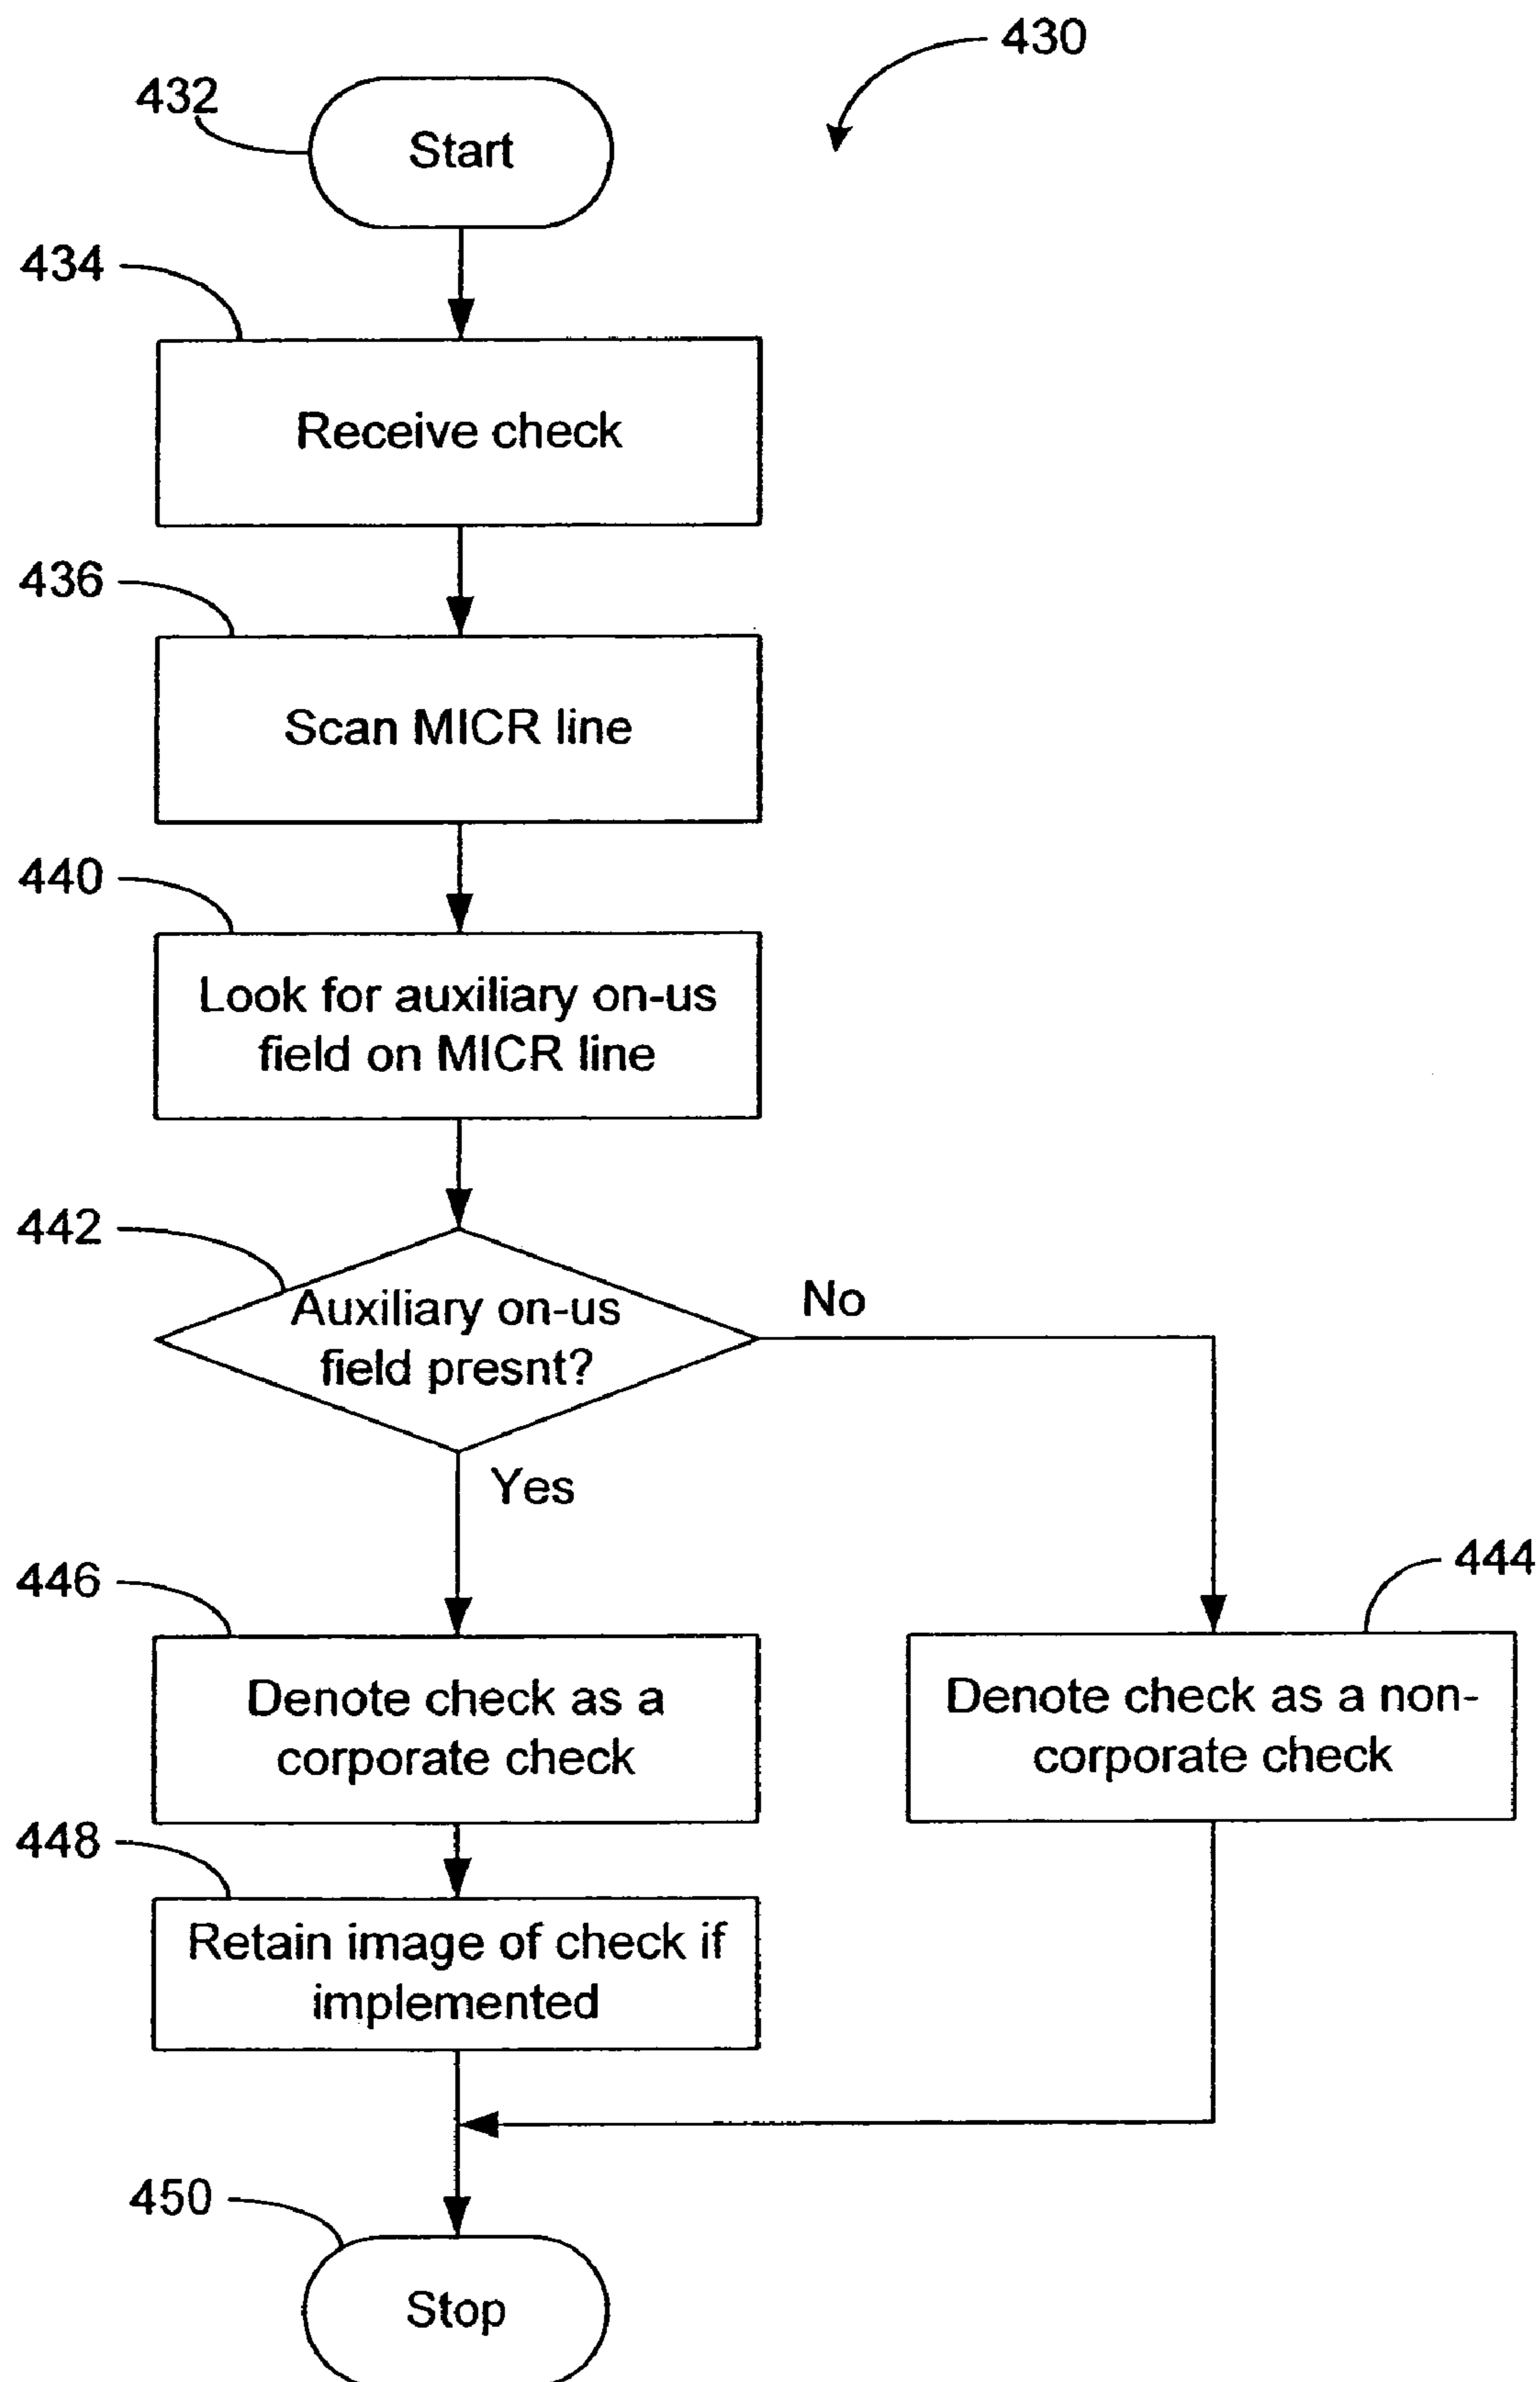 430
432
Start
434
Receive check
436
Scan MICR line
440
Look for auxiliary on-us
field on MICR line
442
Auxiliary on-us
field presnt?
No
Yes
446
Denote check as a
corporate check
444
Denote check as a non-
corporate check
448
Retain image of check if
implemented
450
Stop